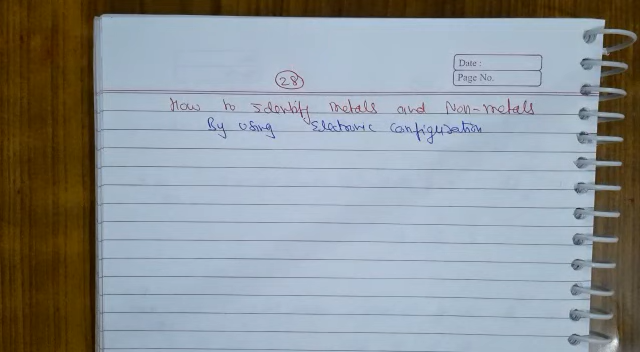 28
Date :
Page No.
How to Identify metals and Non-metals
By using Electronic Configuration